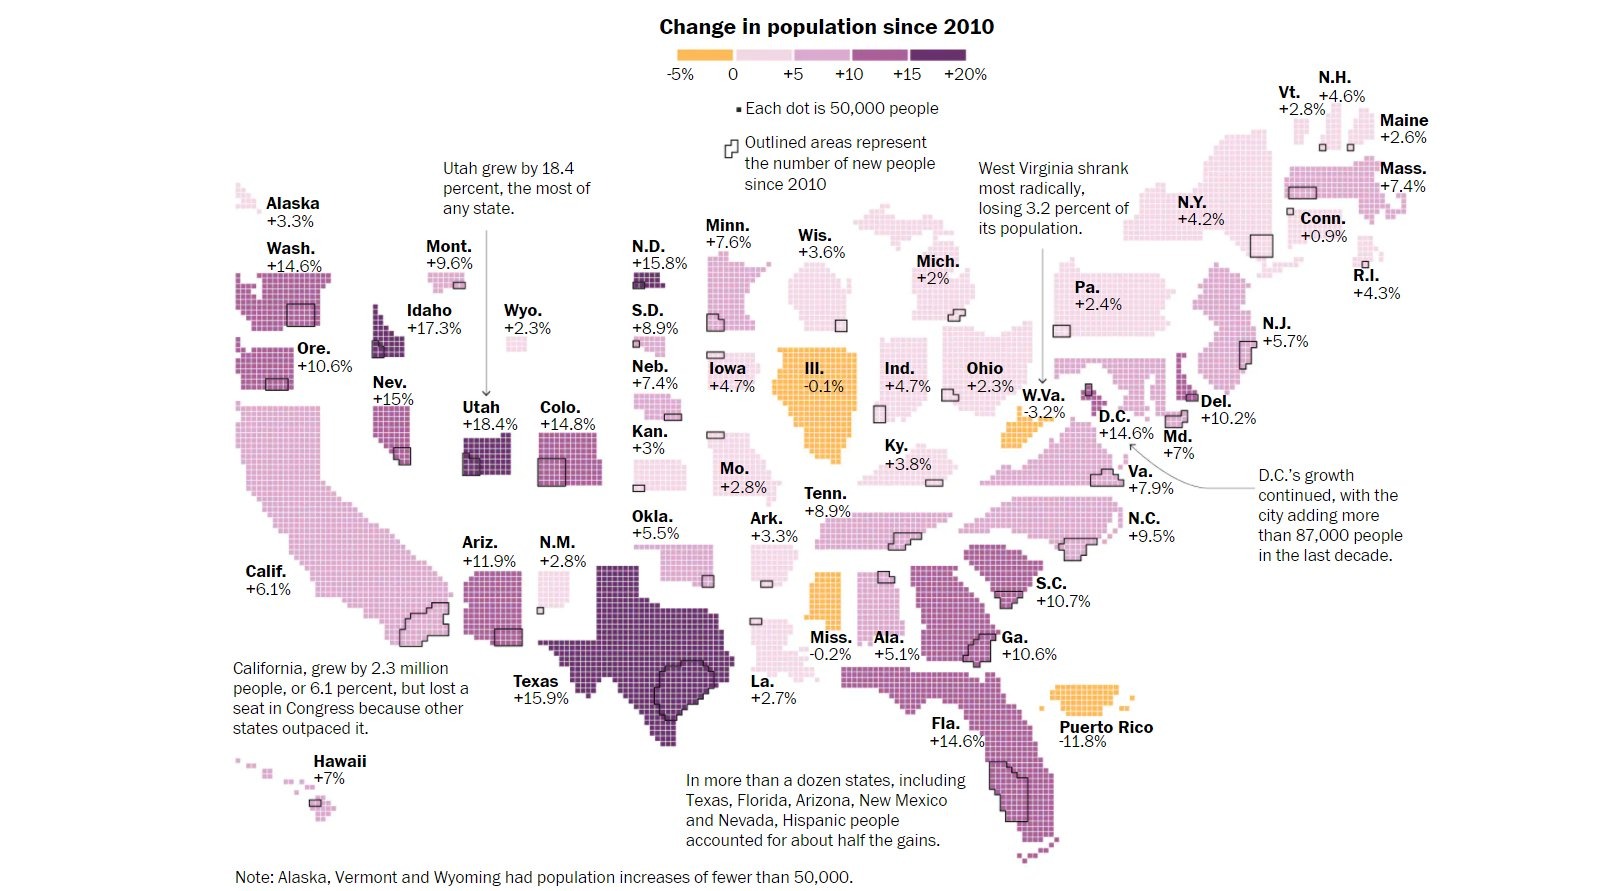 Change in population since 2010
-5%
0
+5
+10
+15
+20%
Each dot is 50,000 people
Outlined areas represent
the number of new people
since 2010
Utah grew by 18.4
percent, the most of
any state.
West Virginia shrank
most radically,
losing 3.2 percent of
its population.
N.H.
+4.6%
Vt.
+2.8%
Maine
+2.6%
Mass.
+7.4%
Alaska
+3.3%
N.Y.
+4.2%
Conn.
+0.9%
Wash.
+14.6%
Mont.
+9.6%
N.D.
+15.8%
Minn.
+7.6%
Wis.
+3.6%
Mich.
+2%
R.I.
+4.3%
Pa.
+2.4%
Idaho
+17.3%
Wyo.
+2.3%
S.D.
+8.9%
N.J.
+5.7%
Ore.
+10.6%
Neb.
+7.4%
Iowa
+4.7%
Ill.
-0.1%
Ind.
+4.7%
Ohio
+2.3%
Nev.
+15%
W.Va.
-3.2%
Del.
+10.2%
Utah
+18.4%
Colo.
+14.8%
D.C.
+14.6%
Md.
+7%
Kan.
+3%
Mo.
+2.8%
Ky.
+3.8%
Va.
+7.9%
D.C.’s growth
continued, with the
city adding more
than 87,000 people
in the last decade.
Tenn.
+8.9%
Okla.
+5.5%
Ark.
+3.3%
N.C.
+9.5%
Ariz.
+11.9%
N.M.
+2.8%
Calif.
+6.1%
S.C.
+10.7%
Miss.
-0.2%
Ala.
+5.1%
Ga.
+10.6%
California, grew by 2.3 million
people, or 6.1 percent, but lost a
seat in Congress because other
states outpaced it.
Texas
+15.9%
La.
+2.7%
Fla.
+14.6%
Puerto Rico
-11.8%
Hawaii
+7%
In more than a dozen states, including
Texas, Florida, Arizona, New Mexico
and Nevada, Hispanic people
accounted for about half the gains.
Note: Alaska, Vermont and Wyoming had population increases of fewer than 50,000.